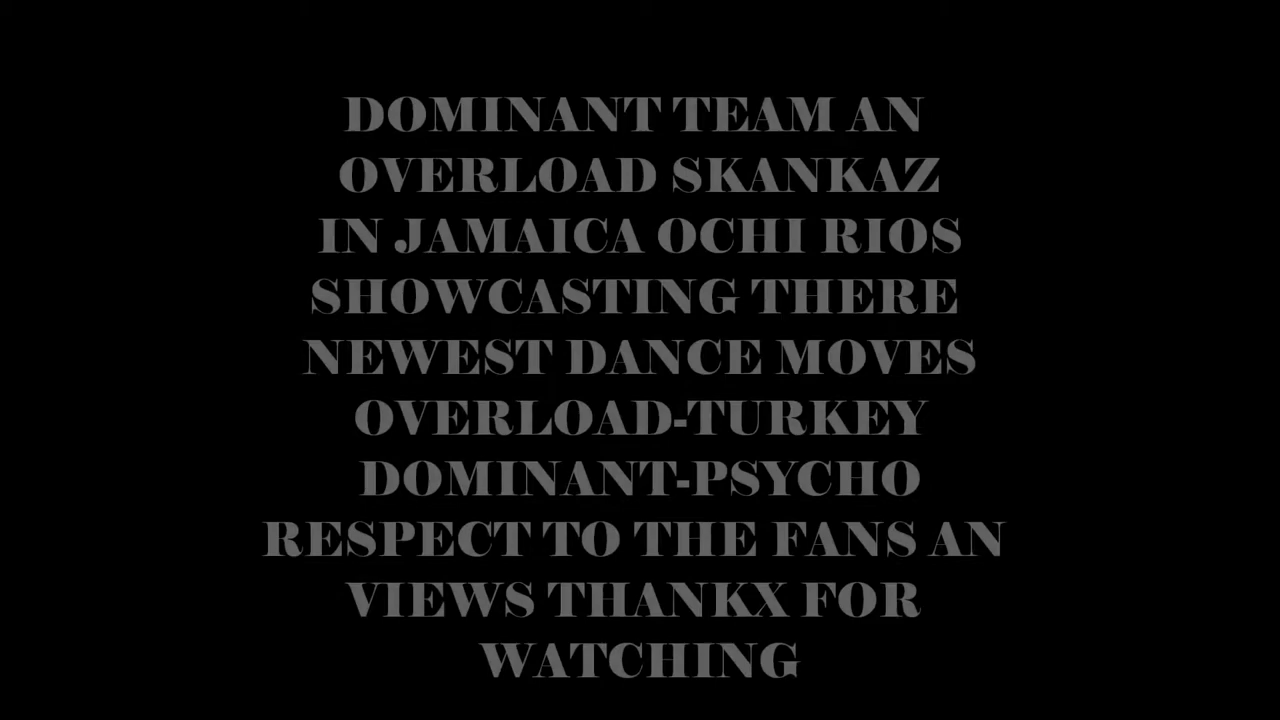 DOMINANT TEAM AN
OVERLOAD SKANKAZ
IN JAMAICA OCHI RIOS
SHOWCASTING THERE
NEWEST DANCE MOVES
OVERLOAD-TURKEY
DOMINANT-PSYCHO
RESPECT TO THE FANS AN
VIEWS THANKX FOR
WATCHING